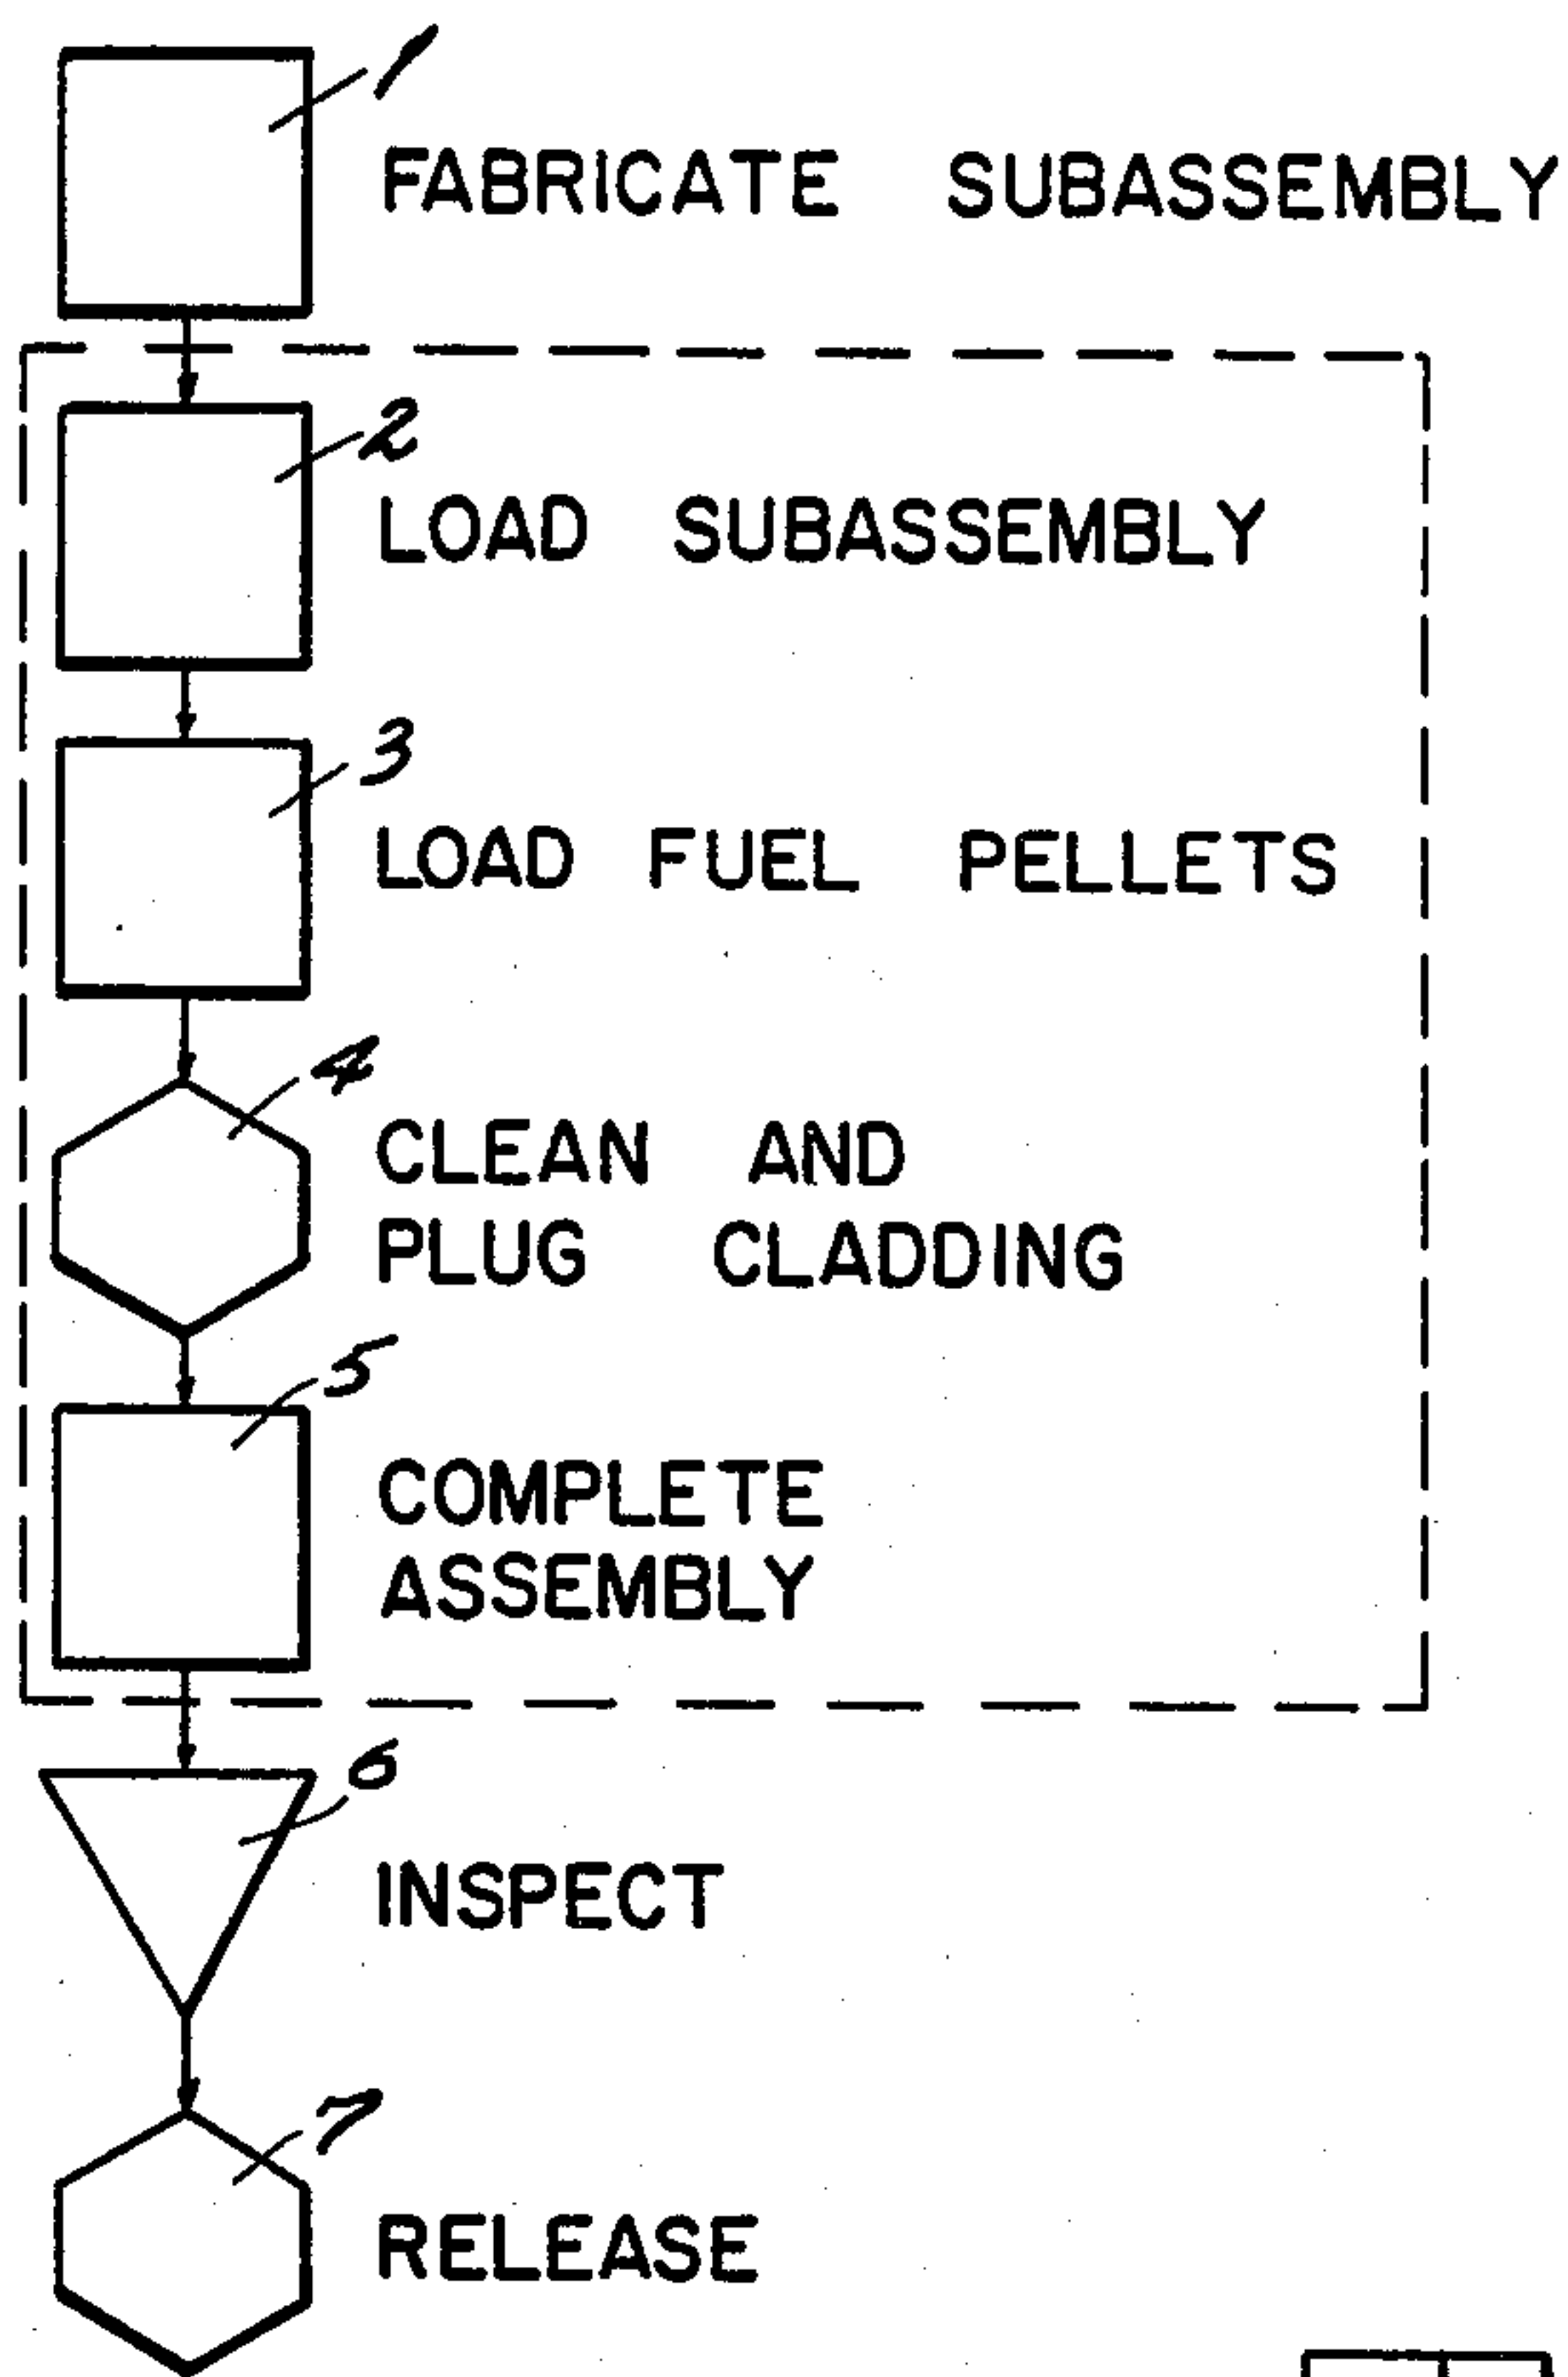 1
FABRICATE SUBASSEMBLY
2
LOAD SUBASSEMBLY
3
LOAD FUEL PELLETS
4
CLEAN AND
PLUG CLADDING
5
COMPLETE
ASSEMBLY
6
INSPECT
7
RELEASE